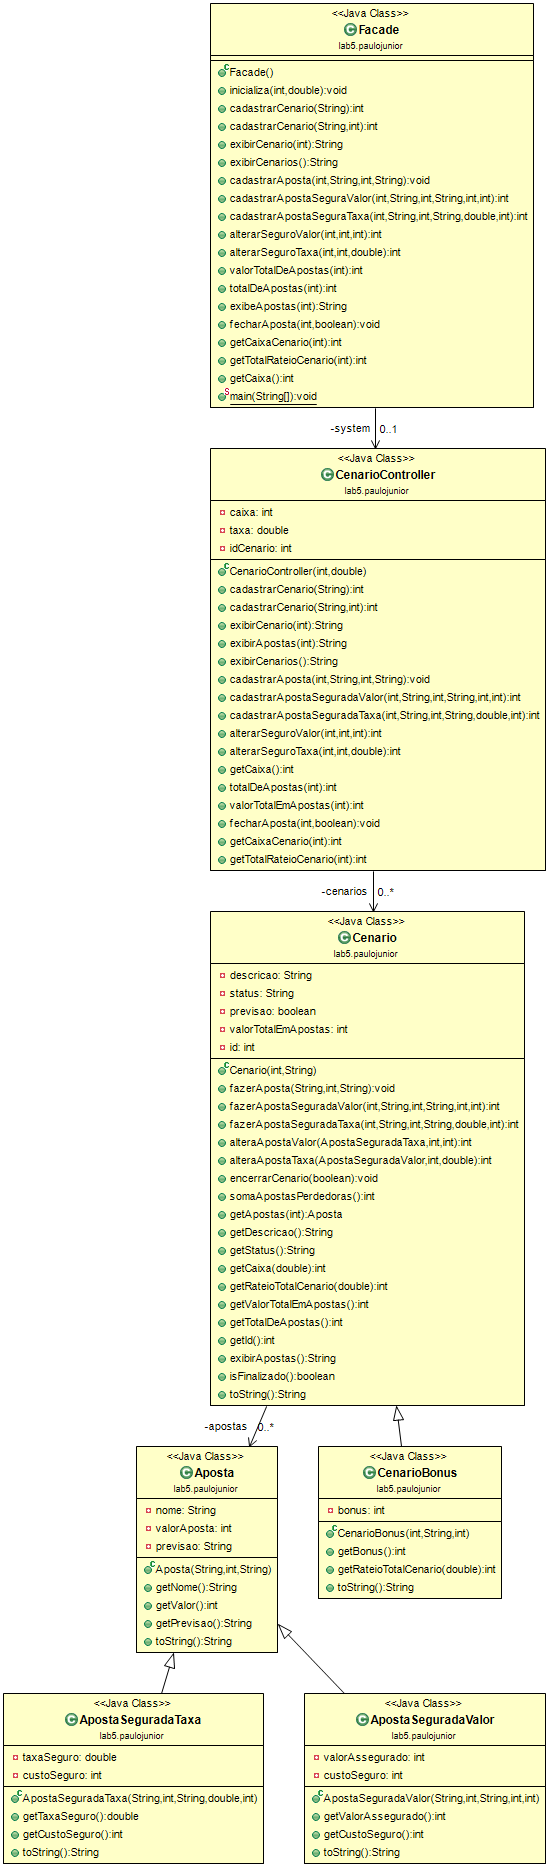 <<Java Class>>
Facade
lab5.paulojunior
Facade()
inicializa(int,double):void
cadastrarCenario(String):int
cadastrarCenario(String,int):int
exibirCenario(int):String
exibirCenarios():String
cadastrarAposta(int,String,int,String):void
cadastrarApostaSeguraValor(int,String,int,String,int,int):int
cadastrarApostaSeguraTaxa(int,String,int,String,double,int):int
alterarSeguroValor(int,int,int):int
alterarSeguroTaxa(int,int,double):int
valorTotalDeApostas(int):int
totalDeApostas(int):int
exibeApostas(int):String
fecharAposta(int,boolean):void
getCaixaCenario(int):int
getTotalRateioCenario(int):int
getCaixa():int
main(String[]):void
-system 0..1
<<Java Class>>
CenarioController
lab5.paulojunior
caixa: int
taxa: double
idCenario: int
CenarioController(int,double)
cadastrarCenario(String):int
cadastrarCenario(String,int):int
exibirCenario(int):String
exibirApostas(int):String
exibirCenarios():String
cadastrarAposta(int,String,int,String):void
cadastrarApostaSeguradaValor(int,String,int,String,int,int):int
cadastrarApostaSeguradaTaxa(int,String,int,String,double,int):int
alterarSeguroValor(int,int,int):int
alterarSeguroTaxa(int,int,double):int
getCaixa():int
totalDeApostas(int):int
valorTotalEmApostas(int):int
fecharAposta(int,boolean):void
getCaixaCenario(int):int
getTotalRateioCenario(int):int
-cenarios 0..*
<<Java Class>>
Cenario
lab5.paulojunior
descricao: String
status: String
previsao: boolean
valorTotalEmApostas: int
id: int
Cenario(int,String)
fazerAposta(String,int,String):void
fazerApostaSeguradaValor(int,String,int,String,int,int):int
fazerApostaSeguradaTaxa(int,String,int,String,double,int):int
alteraApostaValor(ApostaSeguradaTaxa,int,int):int
alteraApostaTaxa(ApostaSeguradaValor,int,double):int
encerrarCenario(boolean):void
somaApostasPerdedoras():int
getApostas(int):Aposta
getDescricao():String
getStatus():String
getCaixa(double):int
getRateioTotalCenario(double):int
getValorTotalEmApostas():int
getTotalDeApostas():int
getId():int
exibirApostas():String
isFinalizado():boolean
toString():String
-apostas 0..*
<<Java Class>>
Aposta
lab5.paulojunior
nome: String
valorAposta: int
previsao: String
Aposta(String,int,String)
getNome():String
getValor():int
getPrevisao():String
toString():String
<<Java Class>>
CenarioBonus
lab5.paulojunior
bonus: int
CenarioBonus(int,String,int)
getBonus():int
getRateioTotalCenario(double):int
toString():String
<<Java Class>>
ApostaSeguradaTaxa
lab5.paulojunior
taxaSeguro: double
custoSeguro: int
ApostaSeguradaTaxa(String,int,String,double,int)
getTaxaSeguro():double
getCustoSeguro():int
toString():String
<<Java Class>>
ApostaSeguradaValor
lab5.paulojunior
valorAssegurado: int
custoSeguro: int
ApostaSeguradaValor(String,int,String,int,int)
getValorAssegurado():int
getCustoSeguro():int
toString():String